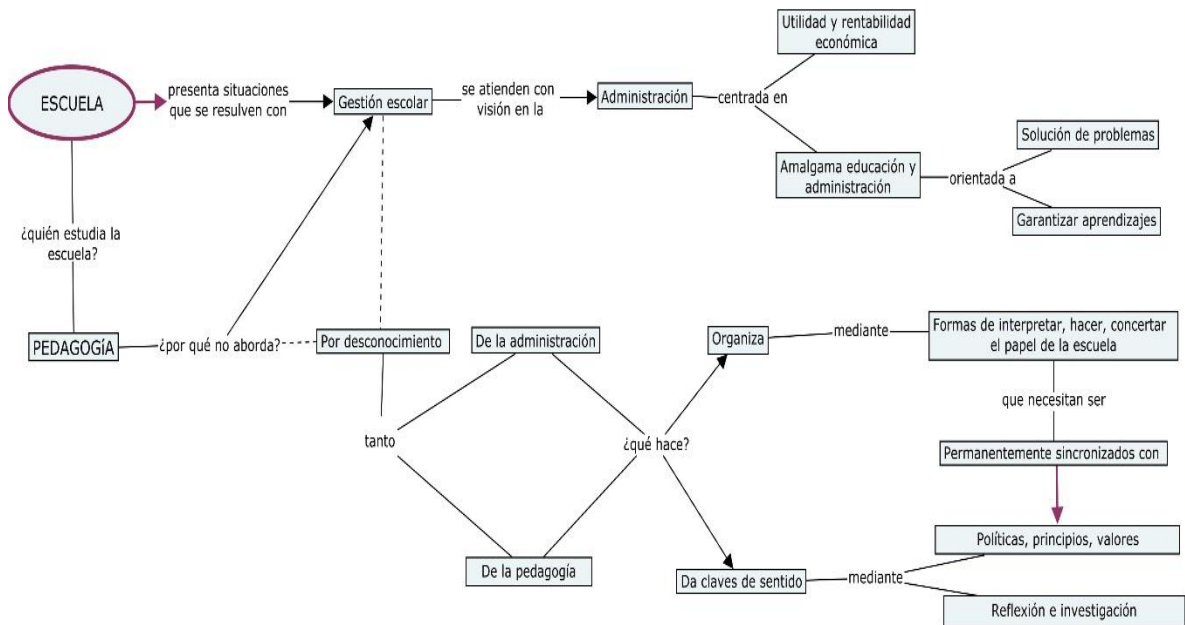 Utilidad y rentabilidad
económica
ESCUELA
presenta situaciones
que se resulven con
Gestión escolar
se atienden con
visión en la
Administración
centrada en
Solución de problemas
Amalgama educación y
administración
orientada a
Garantizar aprendizajes
¿quién estudia la
escuela?
PEDAGOGÍA
¿por qué no aborda?
Por desconocimiento
tanto
De la administración
De la pedagogía
¿qué hace?
Organiza
mediante
Formas de interpretar, hacer, concertar
el papel de la escuela
que necesitan ser
Permanentemente sincronizados con
Políticas, principios, valores
Da claves de sentido
mediante
Reflexión e investigación